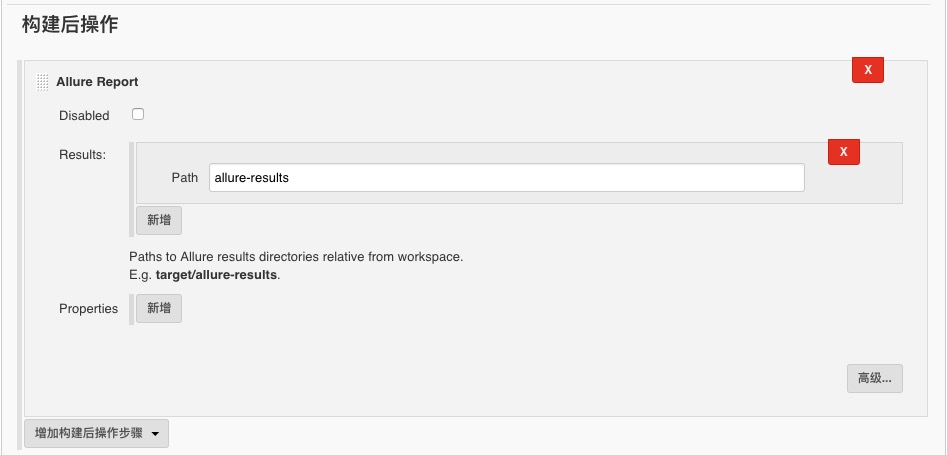 构建后操作
Allure Report
X
Disabled
Results:
X
Path allure-results
新增
Paths to Allure results directories relative from workspace.
E.g. target/allure-results.
Properties 新增
高级...
增加构建后操作步骤